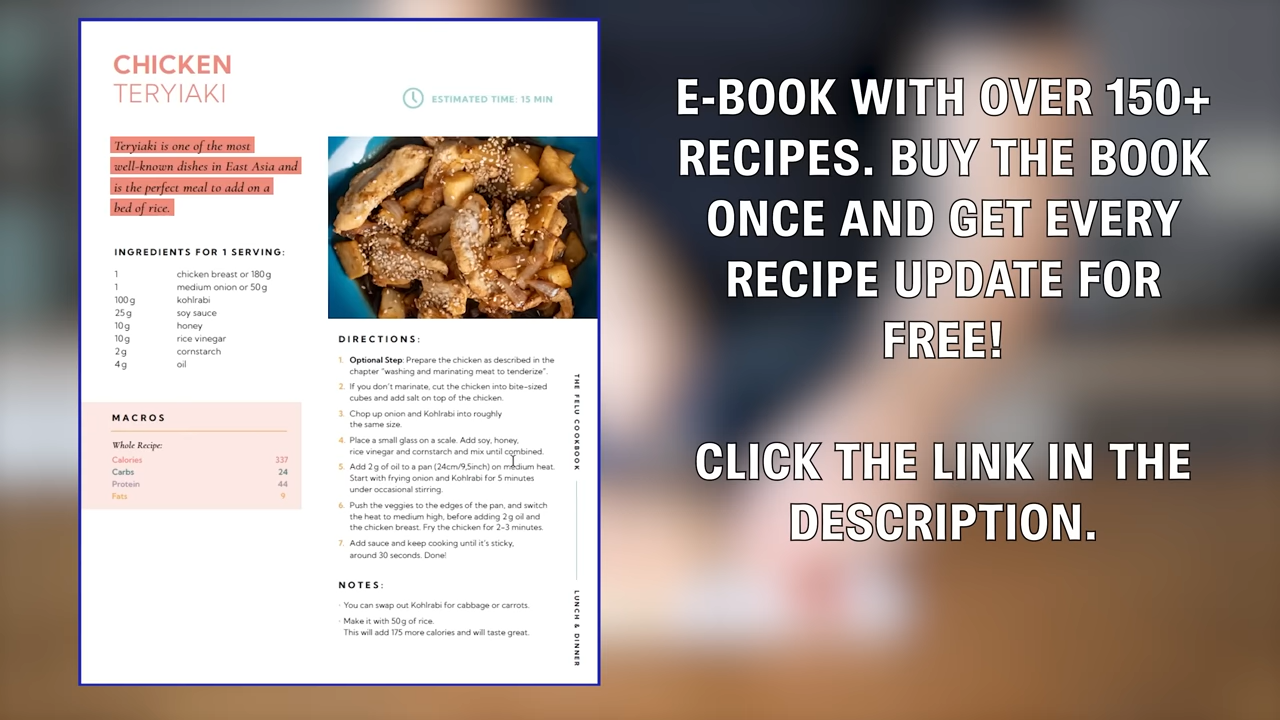 CHICKEN
TERYIAKI
ESTIMATED TIME: 15 MIN
Teryiaki is one of the most
well-known dishes in East Asia and
is the perfect meal to add on a
bed of rice.
INGREDIENTS FOR 1 SERVING:
1 chicken breast or 180g
1 medium onion or 50g
100g kohlrabi
25g soy sauce
10g honey
10g rice vinegar
2g cornstarch
4g oil
MACROS
Whole Recipe:
Calories 337
Carbs 24
Protein 44
Fats 9
DIRECTIONS:
1. Optional Step: Prepare the chicken as described in the
chapter "washing and marinating meat to tenderize".
2. If you don't marinate, cut the chicken into bite-sized
cubes and add salt on top of the chicken.
3. Chop up onion and Kohlrabi into roughly
the same size.
4. Place a small glass on a scale. Add soy, honey,
rice vinegar and cornstarch and mix until combined.
5. Add 2g of oil to a pan (24cm/9,5inch) on medium heat.
Start with frying onion and Kohlrabi for 5 minutes
under occasional stirring.
6. Push the veggies to the edges of the pan, and switch
the heat to medium high, before adding 2g oil and
the chicken breast. Fry the chicken for 2-3 minutes.
7. Add sauce and keep cooking until it's sticky,
around 30 seconds. Done!
NOTES:
· You can swap out Kohlrabi for cabbage or carrots.
· Make it with 50g of rice.
This will add 175 more calories and will taste great.
THE FELU COOKBOOK
LUNCH & DINNER
E-BOOK WITH OVER 150+
RECIPES. BUY THE BOOK
ONCE AND GET EVERY
RECIPE UPDATE FOR
FREE!
CLICK THE LINK IN THE
DESCRIPTION.